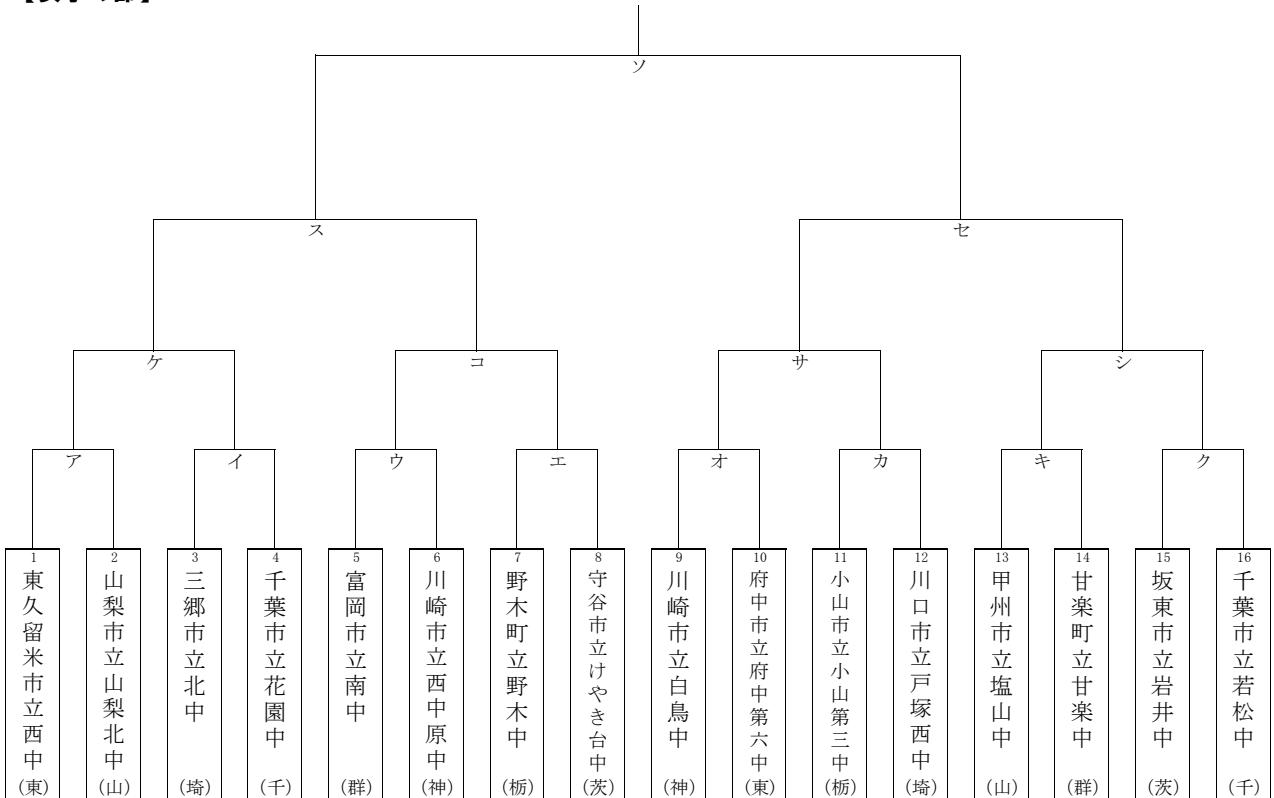 ソ
ス
セ
ケ
コ
サ
シ
ア
イ
ウ
エ
オ
カ
キ
ク
1
東久留米市立西中
(東)
2
山梨市立山梨北中
(山)
3
三郷市立北中
(埼)
4
千葉市立花園中
(千)
5
富岡市立南中
(群)
6
川崎市立西中原中
(神)
7
野木町立野木中
(栃)
8
守谷市立けやき台中
(茨)
9
川崎市立白鳥中
(神)
10
府中市立府中第六中
(東)
11
小山市立小山第三中
(栃)
12
川口市立戸塚西中
(埼)
13
甲州市立塩山中
(山)
14
甘楽町立甘楽中
(群)
15
坂東市立岩井中
(茨)
16
千葉市立若松中
(千)